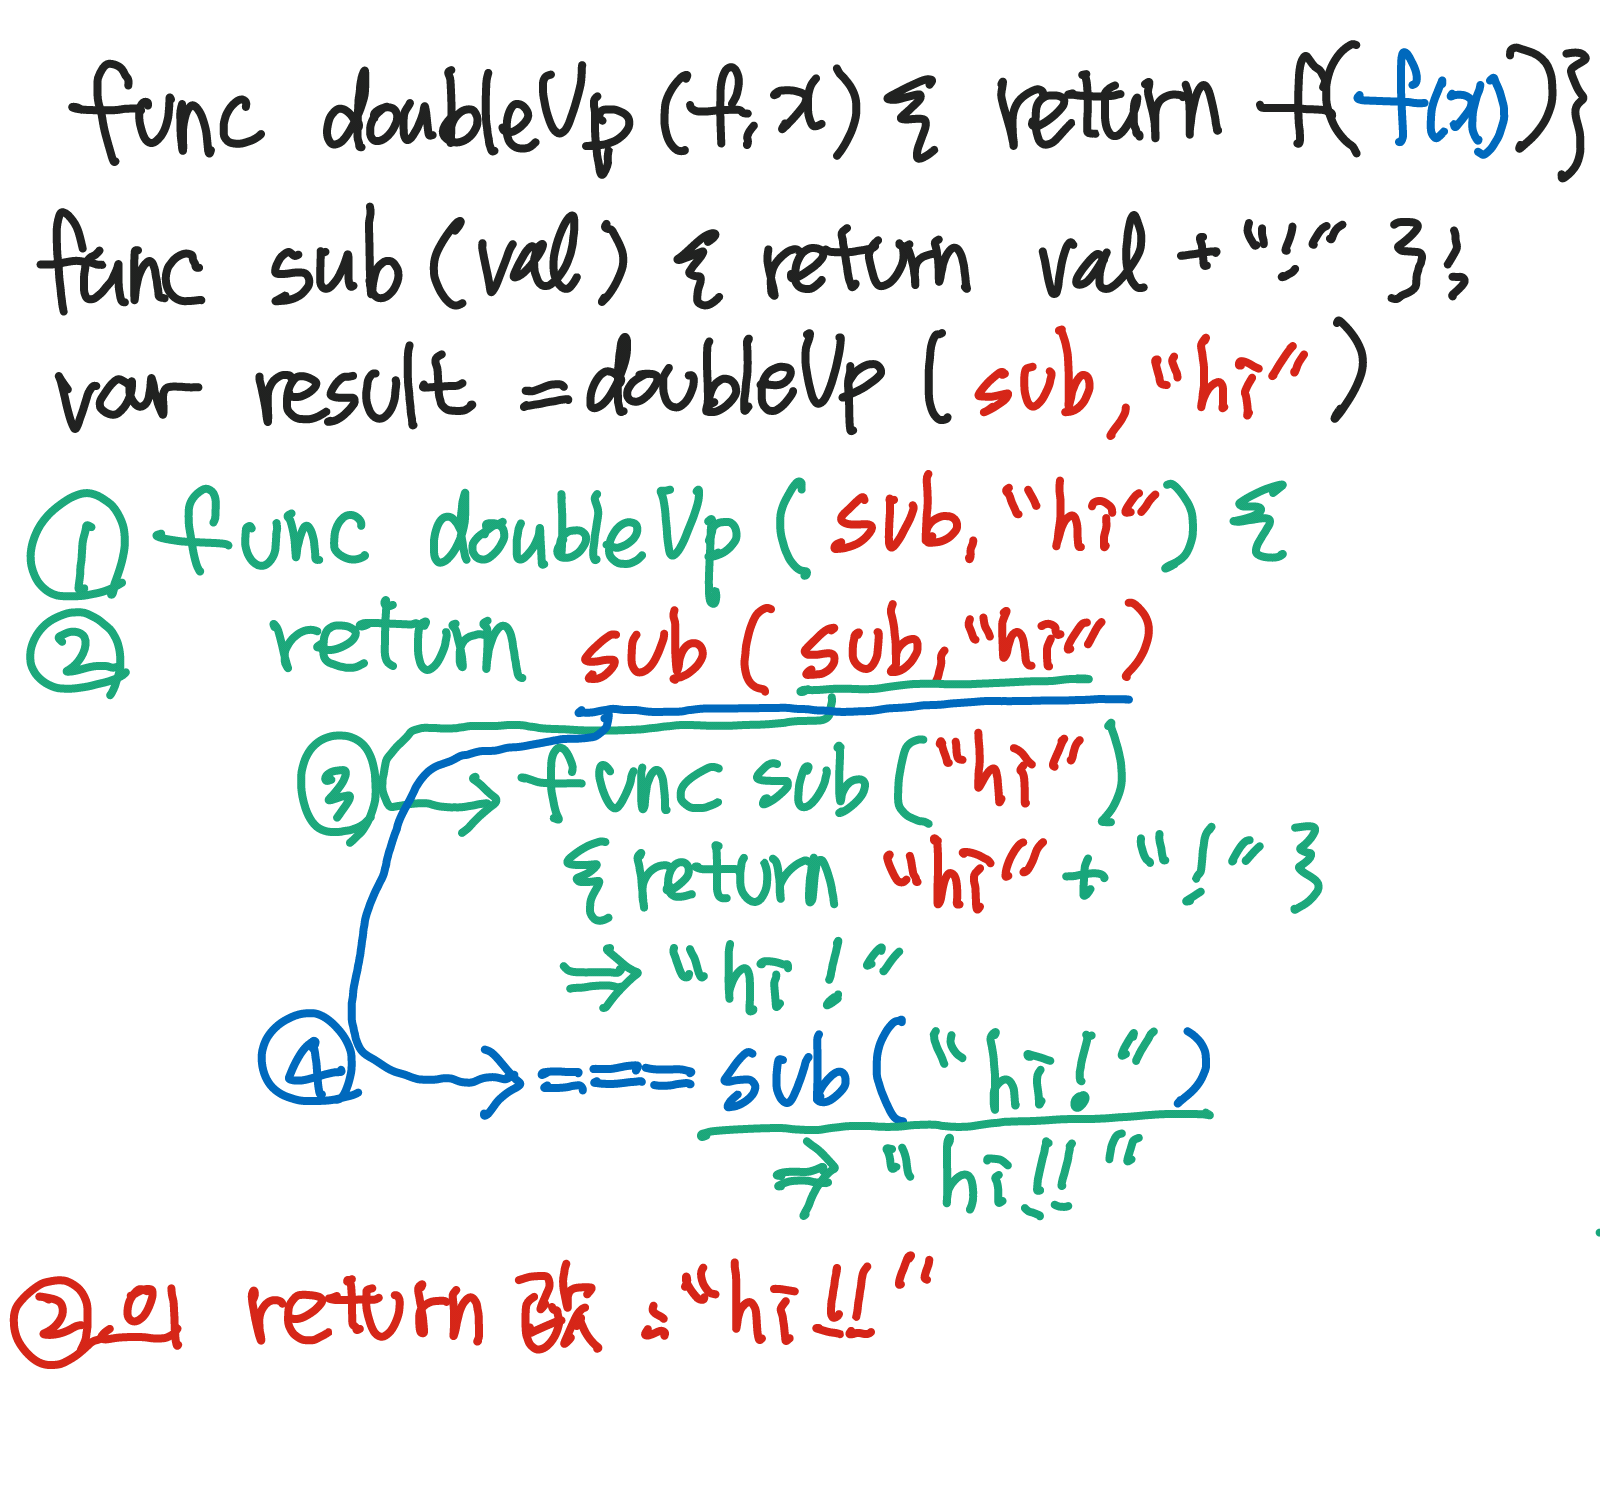 func doubleUp (f, x) { return f(f(x))}
func sub (val) { return val + "!" };
var result = doubleUp ( sub, "hi" )
① func doubleUp ( sub, "hi" ) {
② return sub ( sub, "hi" )
③ → func sub ( "hi" )
{ return "hi" + "!" }
⇒ "hi!"
④ → === sub ( "hi!" )
⇒ "hi!!"
②의 return 값 : "hi!!"